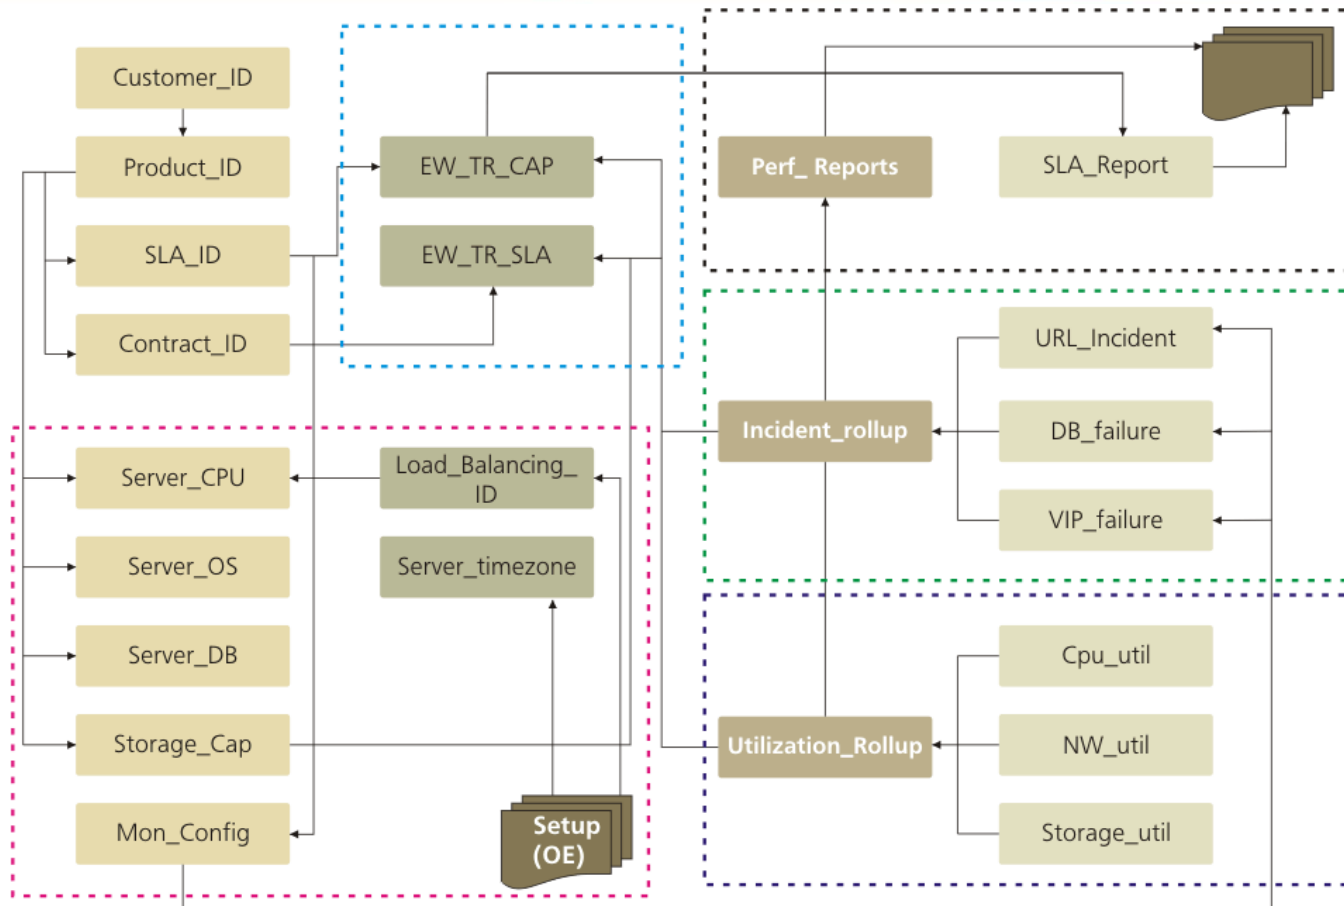 Customer_ID
Product_ID
SLA_ID
Contract_ID
EW_TR_CAP
EW_TR_SLA
Perf_ Reports
SLA_Report
URL_Incident
Incident_rollup
DB_failure
VIP_failure
Server_CPU
Load_Balancing_
ID
Server_OS
Server_timezone
Server_DB
Storage_Cap
Mon_Config
Setup
(OE)
Cpu_util
Utilization_Rollup
NW_util
Storage_util